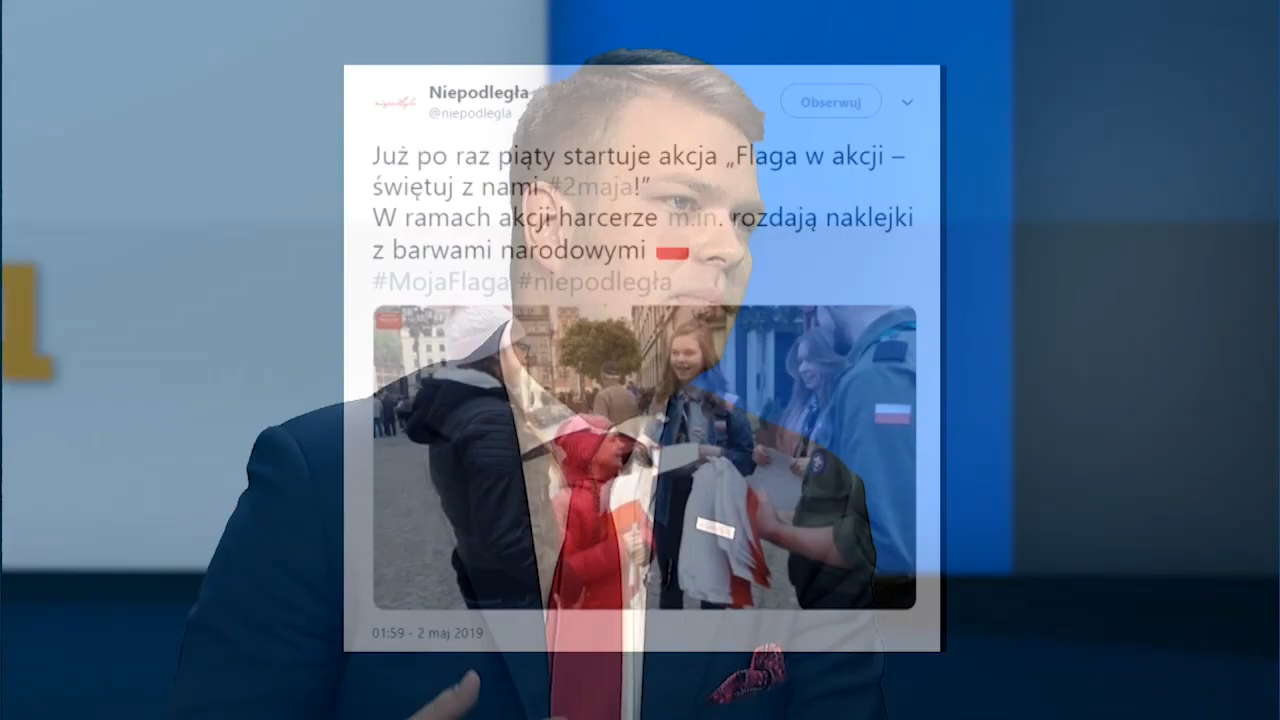 Niepodległa
@niepodlegla
Obserwuj
Już po raz piąty startuje akcja „Flaga w akcji –
świętuj z nami #2maja!”
W ramach akcji harcerze m.in. rozdają naklejki
z barwami narodowymi
#MojaFlaga #niepodległa
01:59 - 2 maj 2019